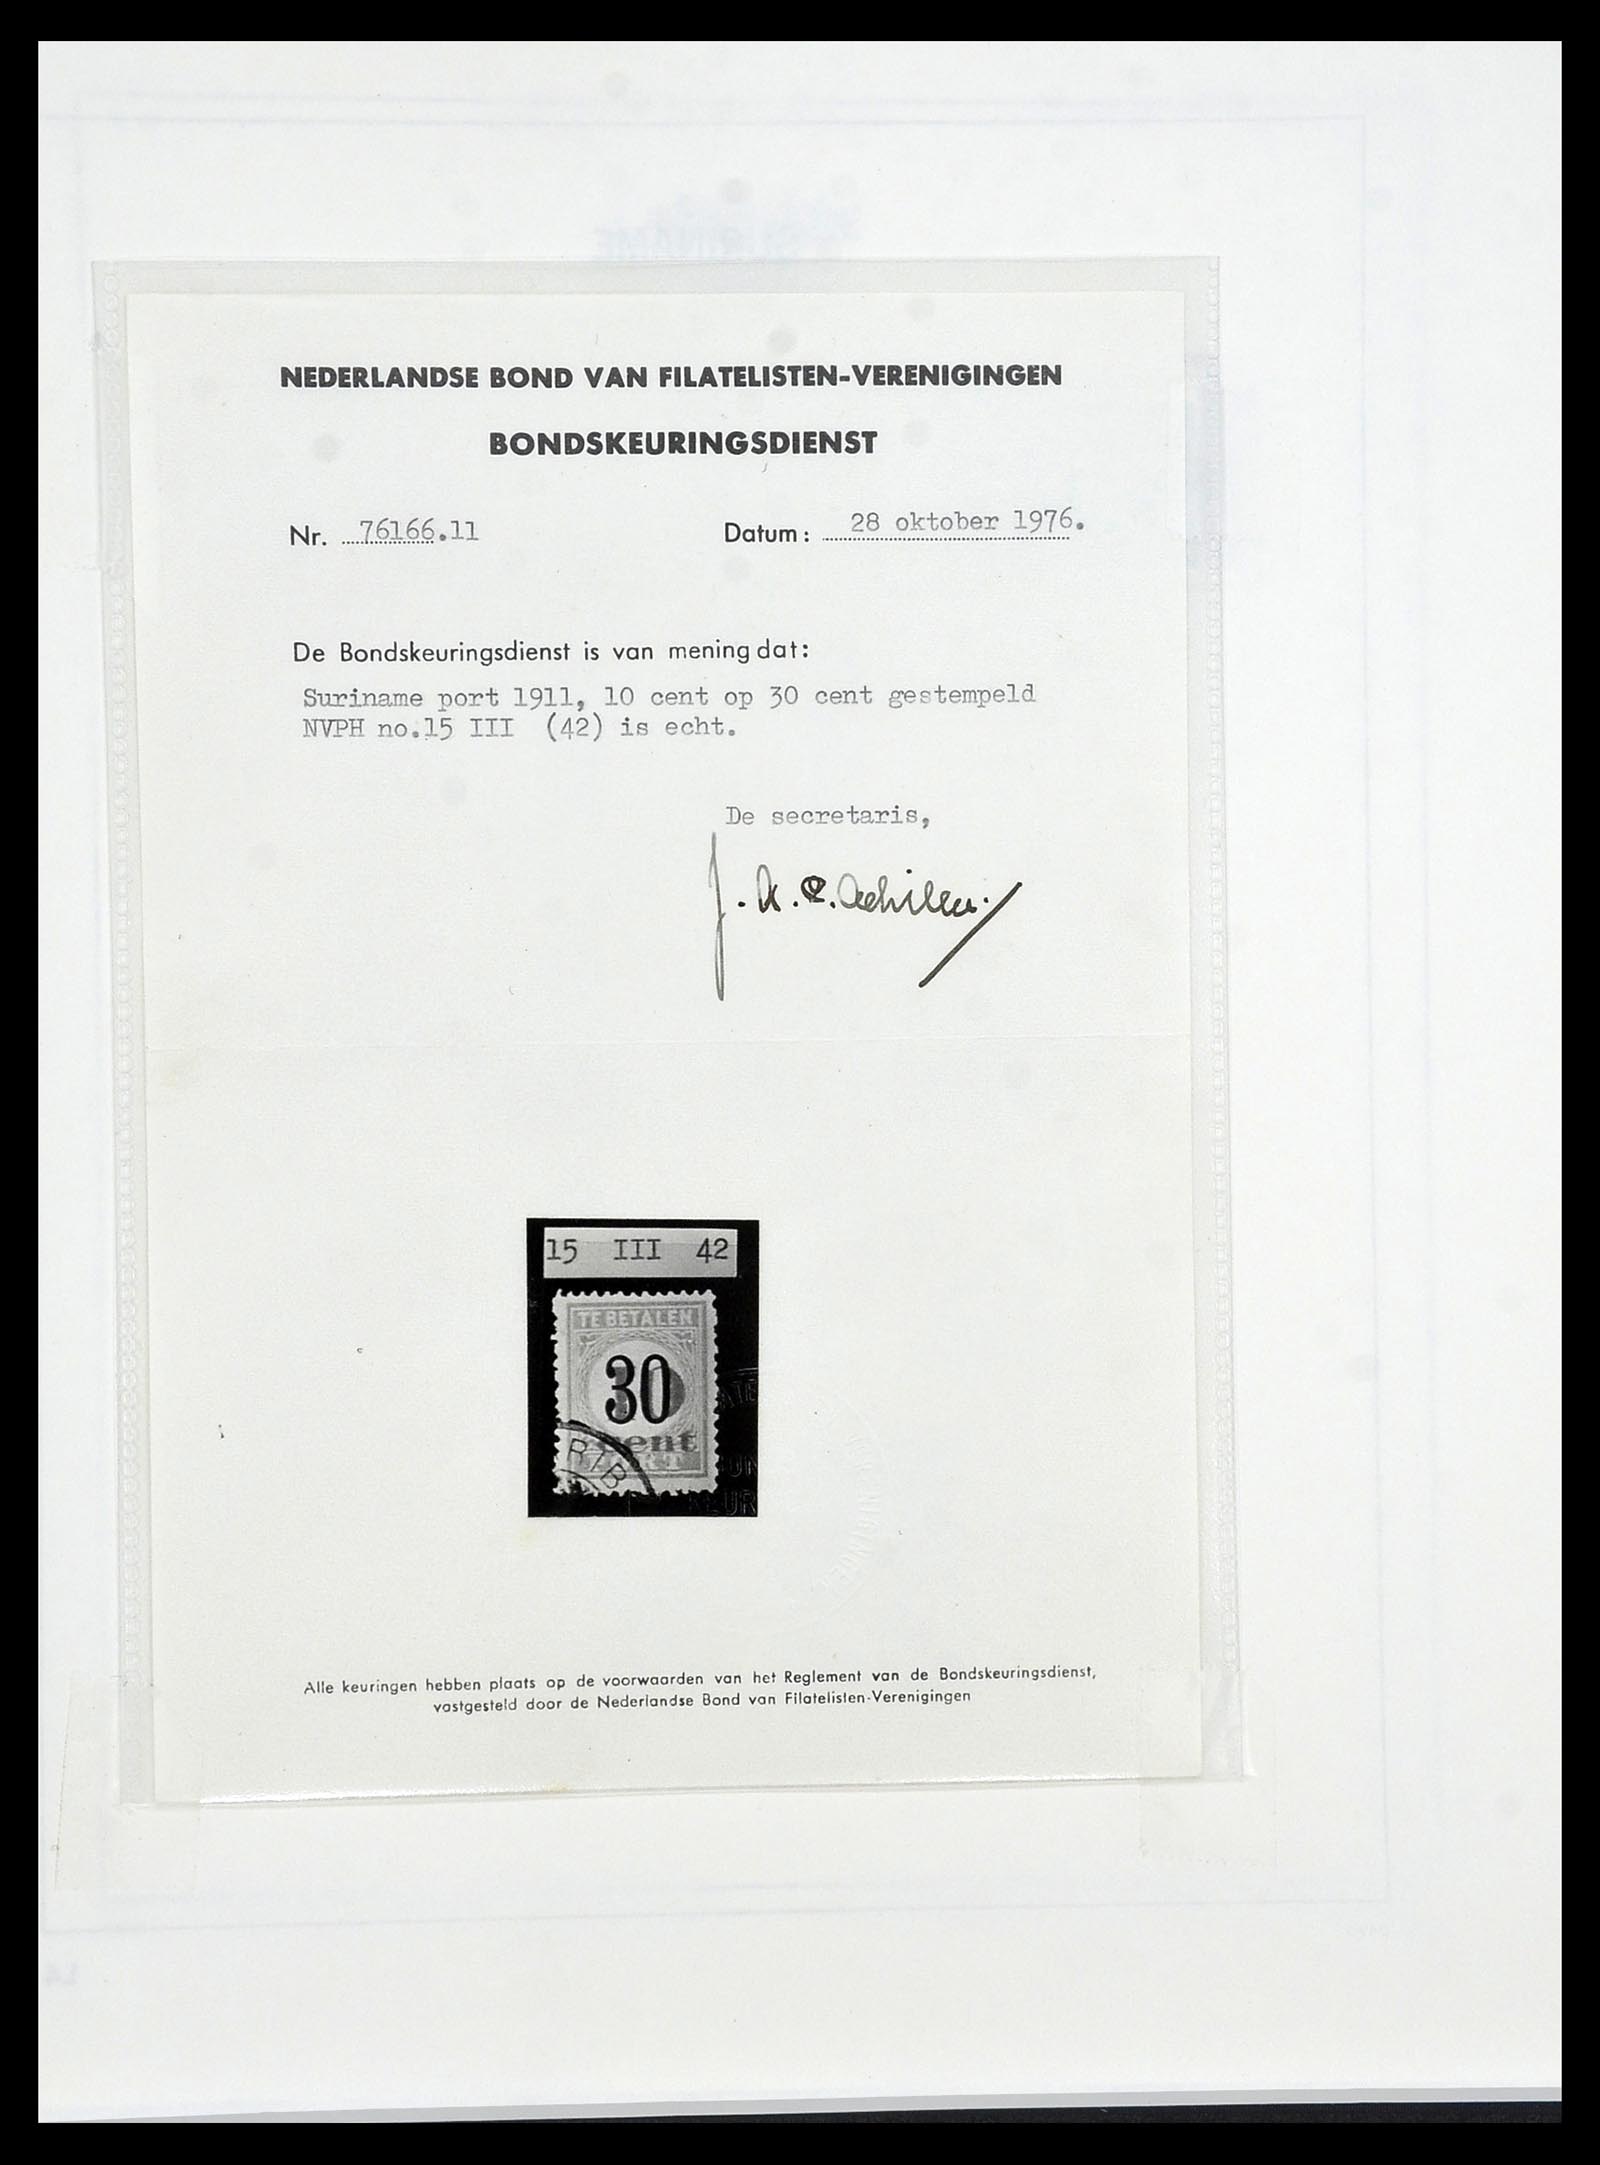 NEDERLANDSE BOND VAN FILATELISTEN-VERENIGINGEN
BONDSKEURINGSDIENST
Nr. 76166.11 Datum: 28 oktober 1976.
De Bondskeuringsdienst is van mening dat:
Suriname port 1911, 10 cent op 30 cent gestempeld
NVPH no.15 III (42) is echt.
De secretaris,
15 III 42
TE BETALEN
30
cent
PORT
Alle keuringen hebben plaats op de voorwaarden van het Reglement van de Bondskeuringsdienst,
vastgesteld door de Nederlandse Bond van Filatelisten-Verenigingen